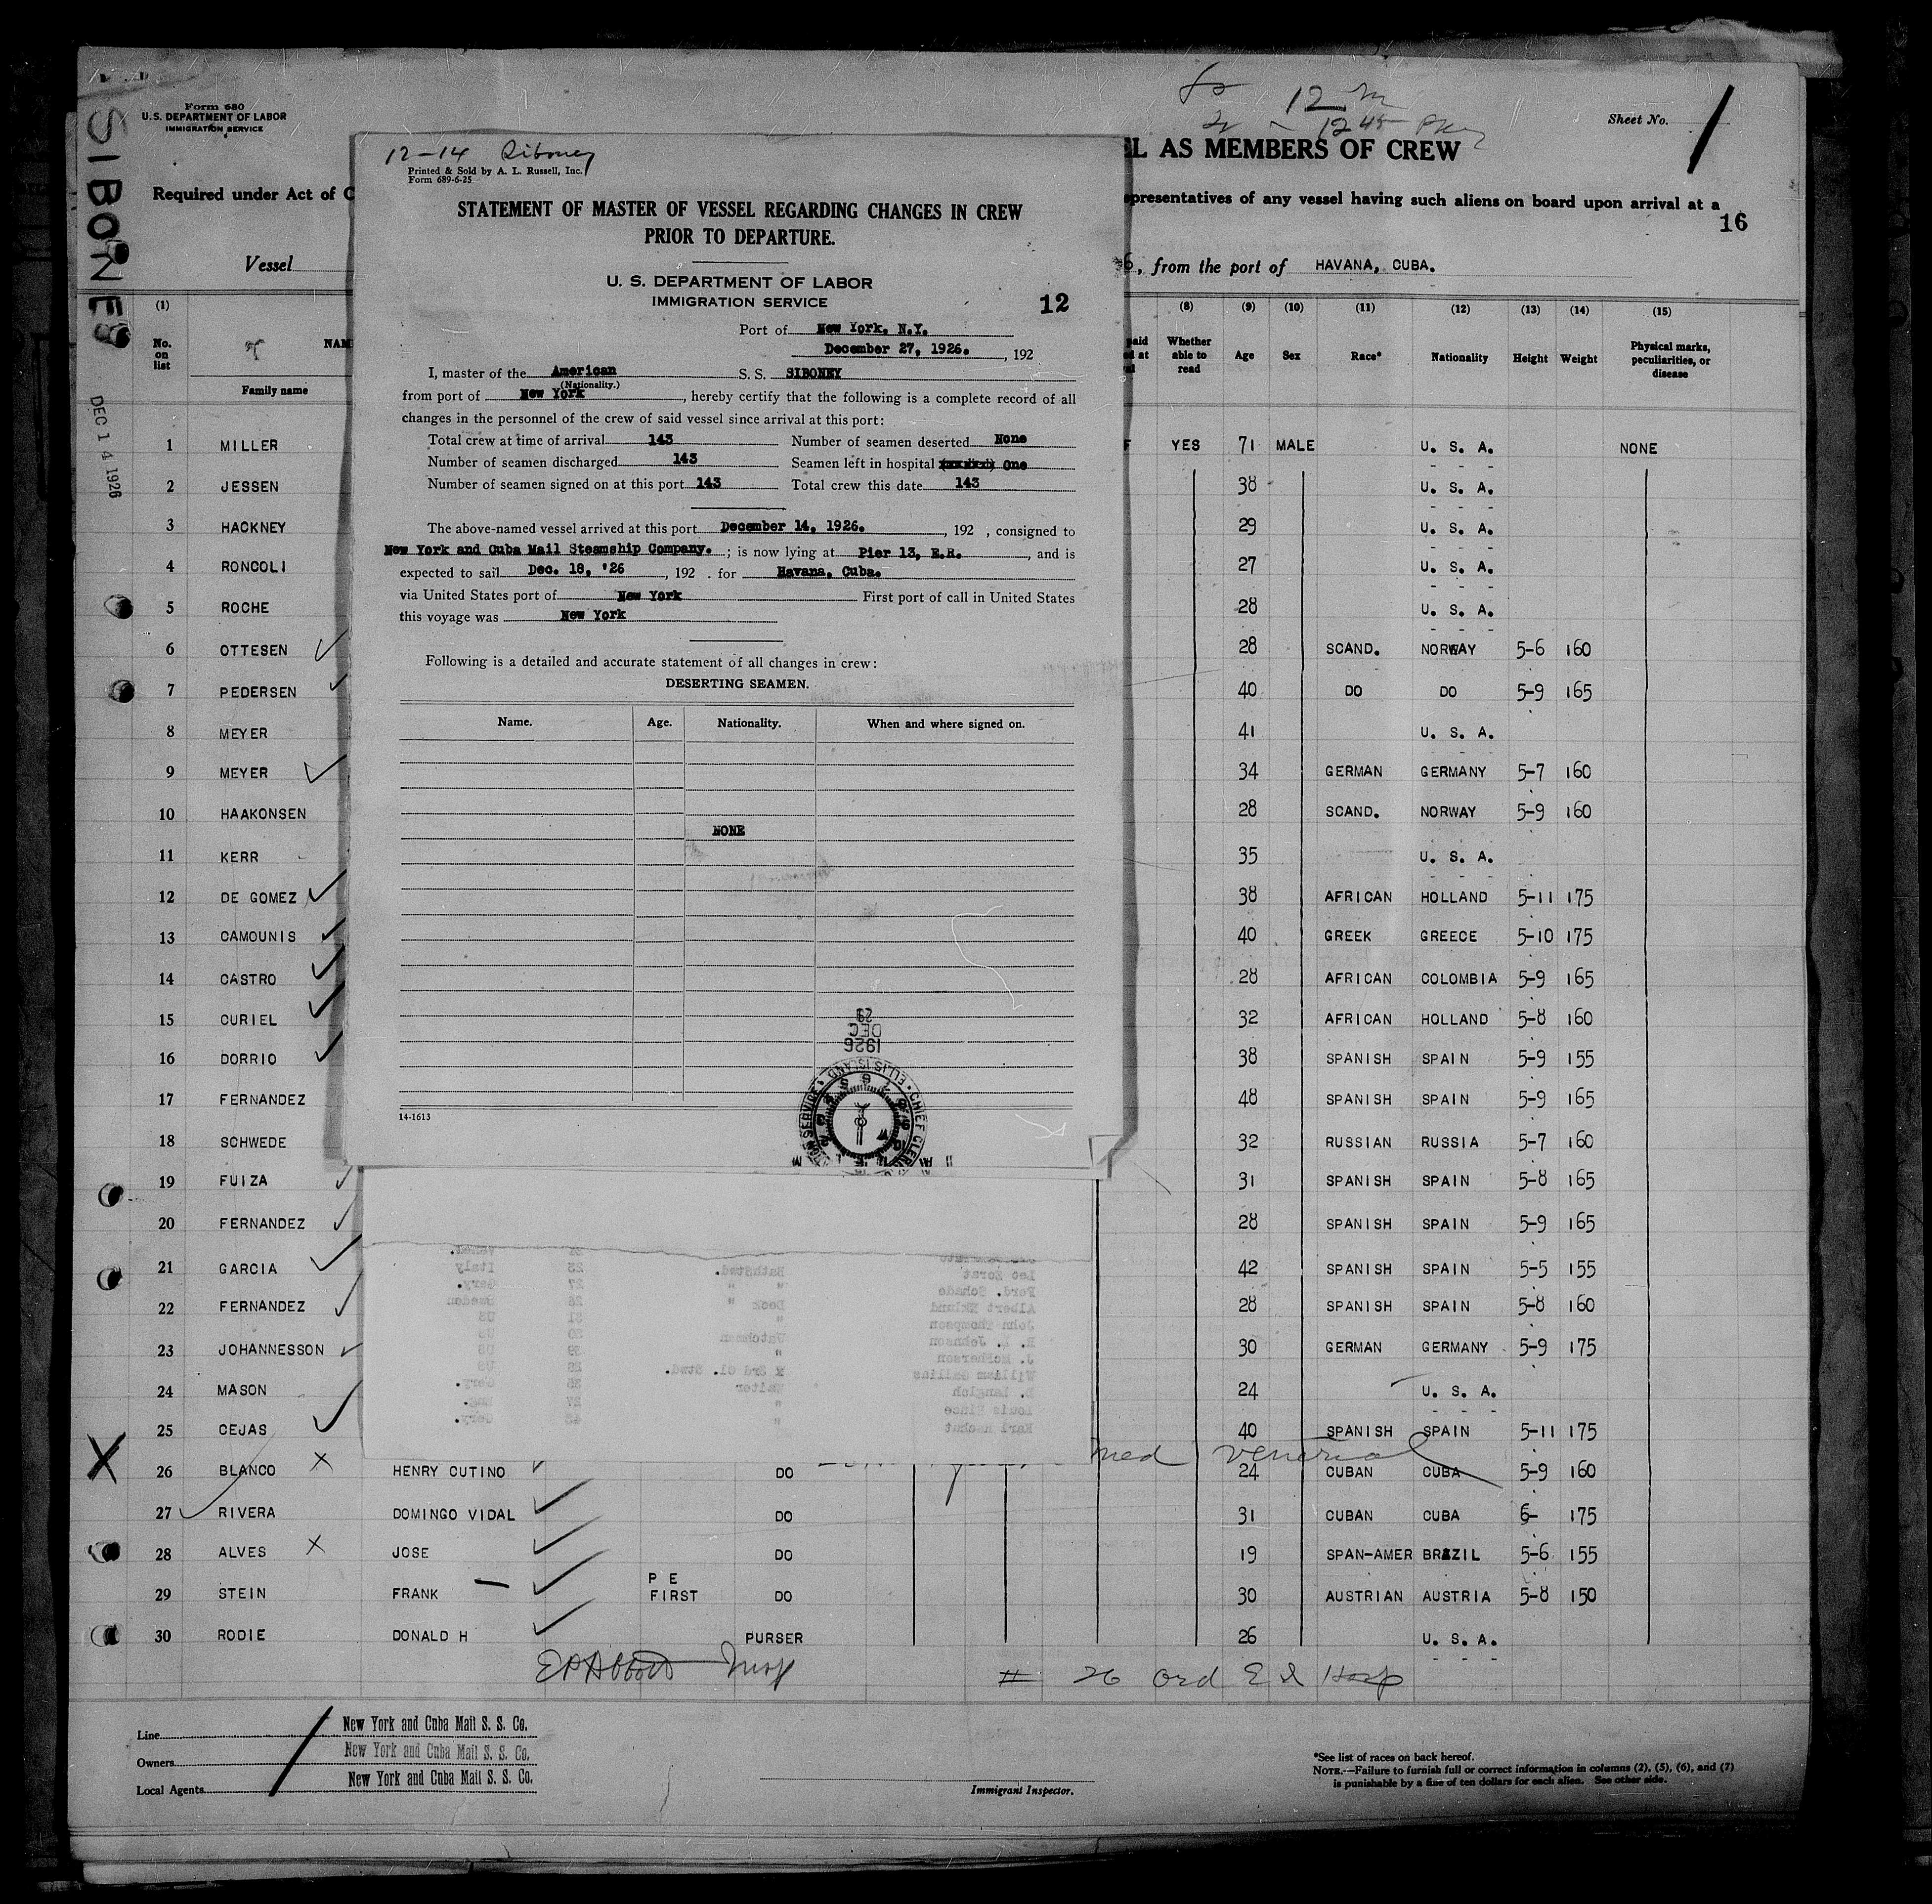 Form 680
U.S. DEPARTMENT OF LABOR
IMMIGRATION SERVICE
SIBONEY
DEC 14 1926
12 m
12 45
Sheet No. 1
L AS MEMBERS OF CREW
Required under Act of C
presentatives of any vessel having such aliens on board upon arrival at a
16
Vessel
6, from the port of HAVANA, CUBA.
12-14 Siboney
Printed & Sold by A. L. Russell, Inc.
Form 689-6-25
STATEMENT OF MASTER OF VESSEL REGARDING CHANGES IN CREW
PRIOR TO DEPARTURE.
U. S. DEPARTMENT OF LABOR
IMMIGRATION SERVICE
12
Port of New York, N.Y.
December 27, 1926. , 192
I, master of the American S. S. SIBONEY
(Nationality.)
from port of New York , hereby certify that the following is a complete record of all
changes in the personnel of the crew of said vessel since arrival at this port:
Total crew at time of arrival 143 Number of seamen deserted None
Number of seamen discharged 143 Seamen left in hospital One
Number of seamen signed on at this port 143 Total crew this date 143
The above-named vessel arrived at this port December 14, 1926. , 192 , consigned to
New York and Cuba Mail Steamship Company. ; is now lying at Pier 13, E.R. , and is
expected to sail Dec. 18, '26 , 192 . for Havana, Cuba.
via United States port of New York First port of call in United States
this voyage was New York
Following is a detailed and accurate statement of all changes in crew:
DESERTING SEAMEN.
Name. Age. Nationality. When and where signed on.
NONE
1926
DEC
29
CHIEF CLERK
ELLIS ISLAND
14-1613
(1) (8) (9) (10) (11) (12) (13) (14) (15)
No. on list NAM Family name Whether able to read Age Sex Race* Nationality Height Weight Physical marks, peculiarities, or disease
1 MILLER YES 71 MALE U. S. A. NONE
2 JESSEN 38 U. S. A.
3 HACKNEY 29 U. S. A.
4 RONCOLI 27 U. S. A.
5 ROCHE 28 U. S. A.
6 OTTESEN 28 SCAND. NORWAY 5-6 160
7 PEDERSEN 40 DO DO 5-9 165
8 MEYER 41 U. S. A.
9 MEYER 34 GERMAN GERMANY 5-7 160
10 HAAKONSEN 28 SCAND. NORWAY 5-9 160
11 KERR 35 U. S. A.
12 DE GOMEZ 38 AFRICAN HOLLAND 5-11 175
13 CAMOUNIS 40 GREEK GREECE 5-10 175
14 CASTRO 28 AFRICAN COLOMBIA 5-9 165
15 CURIEL 32 AFRICAN HOLLAND 5-8 160
16 DORRIO 38 SPANISH SPAIN 5-9 155
17 FERNANDEZ 48 SPANISH SPAIN 5-9 165
18 SCHWEDE 32 RUSSIAN RUSSIA 5-7 160
19 FUIZA 31 SPANISH SPAIN 5-8 165
20 FERNANDEZ 28 SPANISH SPAIN 5-9 165
21 GARCIA 42 SPANISH SPAIN 5-5 155
22 FERNANDEZ 28 SPANISH SPAIN 5-8 160
23 JOHANNESSON 30 GERMAN GERMANY 5-9 175
24 MASON 24 U. S. A.
25 CEJAS 40 SPANISH SPAIN 5-11 175
venereal
X 26 BLANCO X HENRY CUTINO DO 24 CUBAN CUBA 5-9 160
27 RIVERA DOMINGO VIDAL DO 31 CUBAN CUBA 6- 175
28 ALVES X JOSE DO 19 SPAN-AMER BRAZIL 5-6 155
P E
29 STEIN FRANK FIRST DO 30 AUSTRIAN AUSTRIA 5-8 150
30 RODIE DONALD H PURSER 26 U. S. A.
EPAbbott Insp
# 26 Ord E I Hosp
Line New York and Cuba Mail S. S. Co.
Owners New York and Cuba Mail S. S. Co.
Local Agents New York and Cuba Mail S. S. Co.
Immigrant Inspector.
*See list of races on back hereof.
NOTE.—Failure to furnish full or correct information in columns (2), (5), (6), and (7)
is punishable by a fine of ten dollars for each alien. See other side.